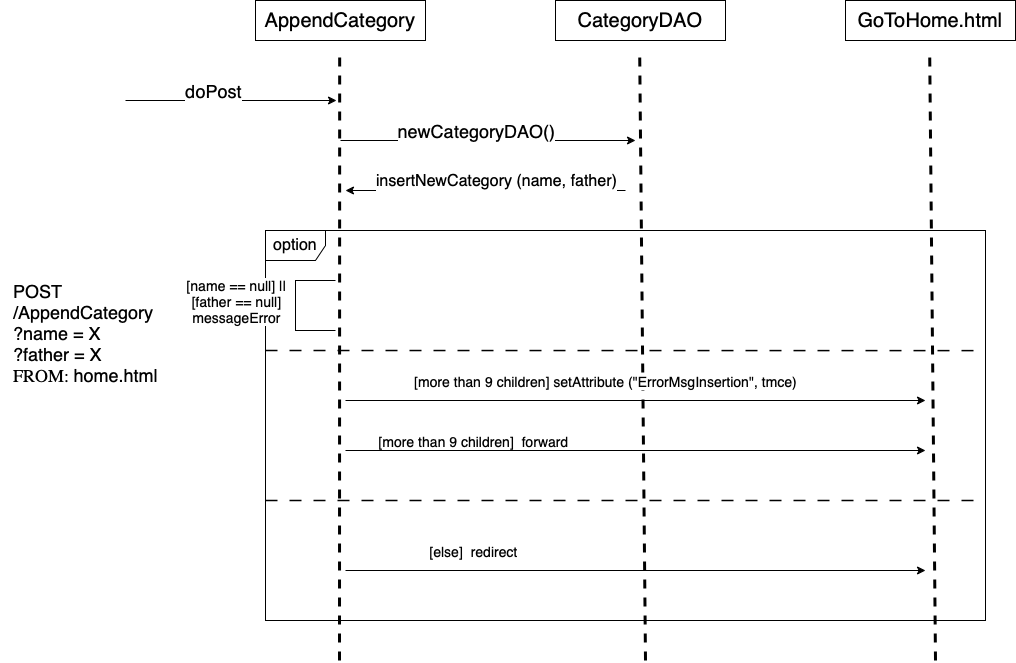 AppendCategory
CategoryDAO
GoToHome.html
doPost
newCategoryDAO()
insertNewCategory (name, father)_
option
[name == null] ||
[father == null]
messageError
POST
/AppendCategory
?name = X
?father = X
FROM: home.html
[more than 9 children] setAttribute ("ErrorMsgInsertion", tmce)
[more than 9 children] forward
[else] redirect